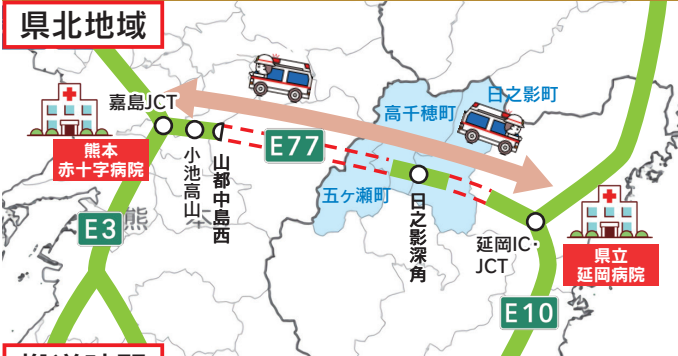 県北地域
嘉島JCT
熊本
赤十字病院
小池高山
山都中島西
E77
高千穂町
日之影町
五ヶ瀬町
日之影深角
延岡IC・
JCT
県立
延岡病院
E3
熊
E10